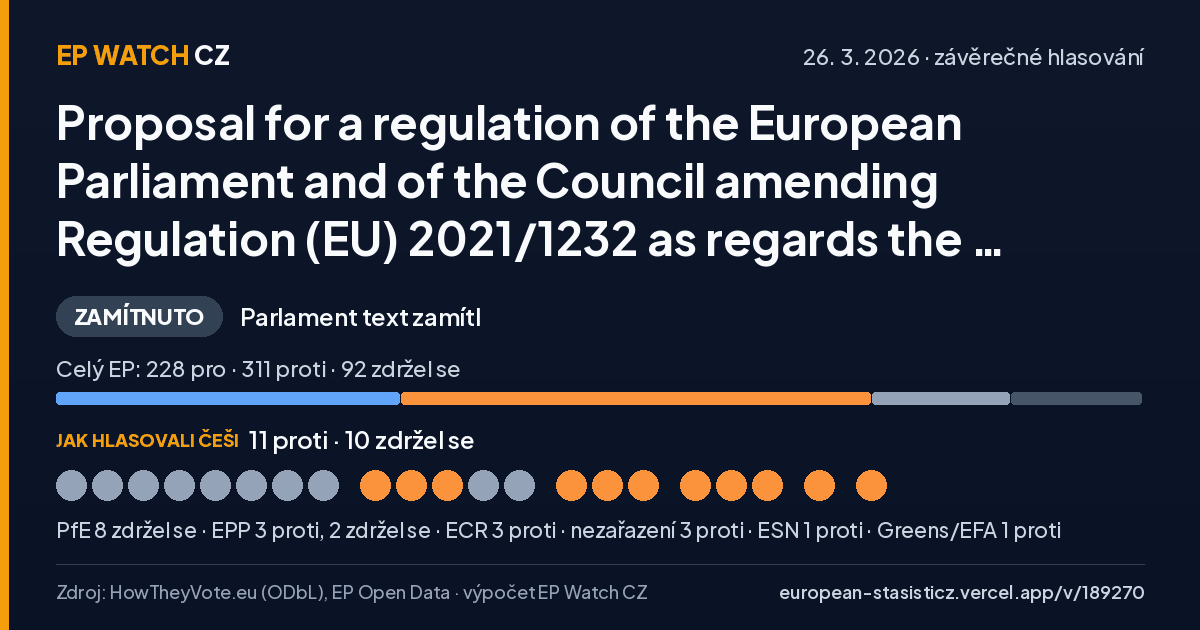 EP WATCH CZ
26. 3. 2026 · závěrečné hlasování
Proposal for a regulation of the European
Parliament and of the Council amending
Regulation (EU) 2021/1232 as regards the …
ZAMÍTNUTO Parlament text zamítl
Celý EP: 228 pro · 311 proti · 92 zdržel se
JAK HLASOVALI ČEŠI 11 proti · 10 zdržel se
PfE 8 zdržel se · EPP 3 proti, 2 zdržel se · ECR 3 proti · nezařazení 3 proti · ESN 1 proti · Greens/EFA 1 proti
Zdroj: HowTheyVote.eu (ODbL), EP Open Data · výpočet EP Watch CZ
european-stasisticz.vercel.app/v/189270